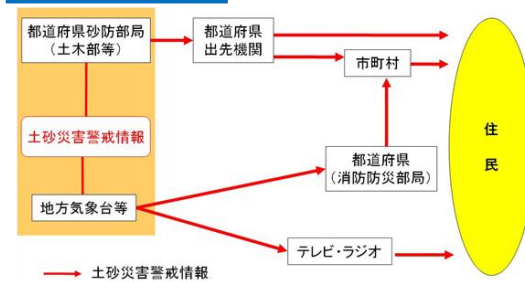 都道府県砂防部局
（土木部等）
都道府県
出先機関
市町村
土砂災害警戒情報
都道府県
（消防防災部局）
地方気象台等
テレビ・ラジオ
住
民
土砂災害警戒情報